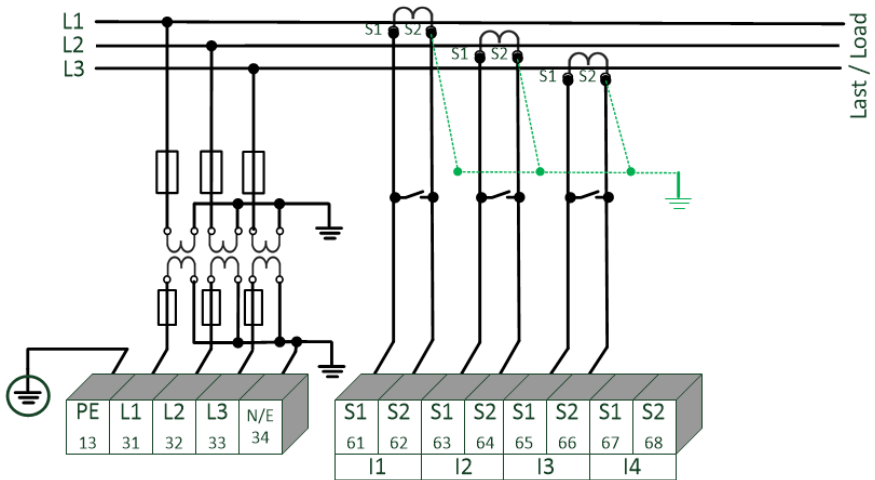 L1
S1 S2
L2
S1 S2
L3
S1 S2
Last / Load
PE L1 L2 L3 N/E
13 31 32 33 34
S1 S2 S1 S2 S1 S2 S1 S2
61 62 63 64 65 66 67 68
I1 I2 I3 I4